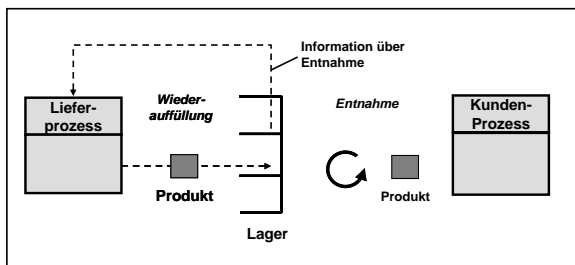 Information über
Entnahme
Liefer-
prozess
Wieder-
auffüllung
Entnahme
Kunden-
Prozess
Produkt
Produkt
Lager